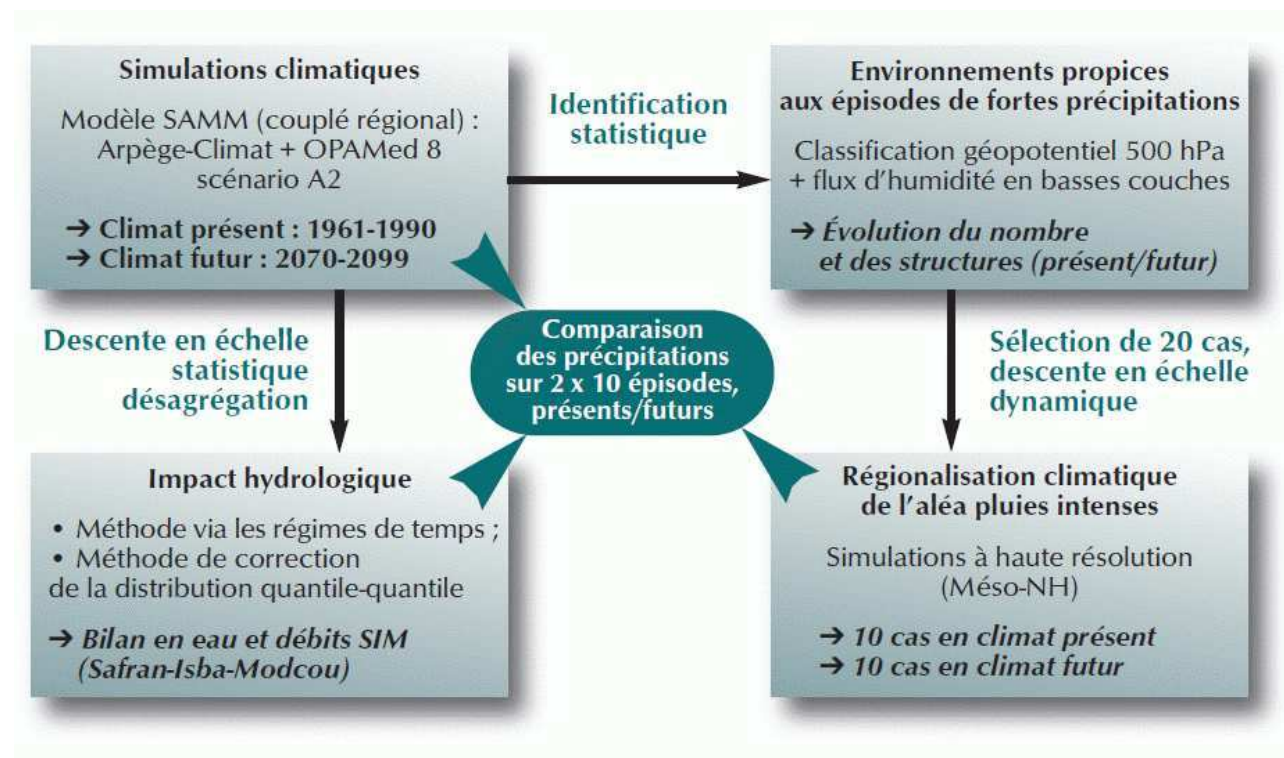 Simulations climatiques
Modèle SAMM (couplé régional) :
Arpège-Climat + OPAMed 8
scénario A2
➔ Climat présent : 1961-1990
➔ Climat futur : 2070-2099
Identification
statistique
Environnements propices
aux épisodes de fortes précipitations
Classification géopotentiel 500 hPa
+ flux d'humidité en basses couches
➔ Évolution du nombre
et des structures (présent/futur)
Descente en échelle
statistique
désagrégation
Comparaison
des précipitations
sur 2 x 10 épisodes,
présents/futurs
Sélection de 20 cas,
descente en échelle
dynamique
Impact hydrologique
• Méthode via les régimes de temps ;
• Méthode de correction
de la distribution quantile-quantile
➔ Bilan en eau et débits SIM
(Safran-Isba-Modcou)
Régionalisation climatique
de l'aléa pluies intenses
Simulations à haute résolution
(Méso-NH)
➔ 10 cas en climat présent
➔ 10 cas en climat futur